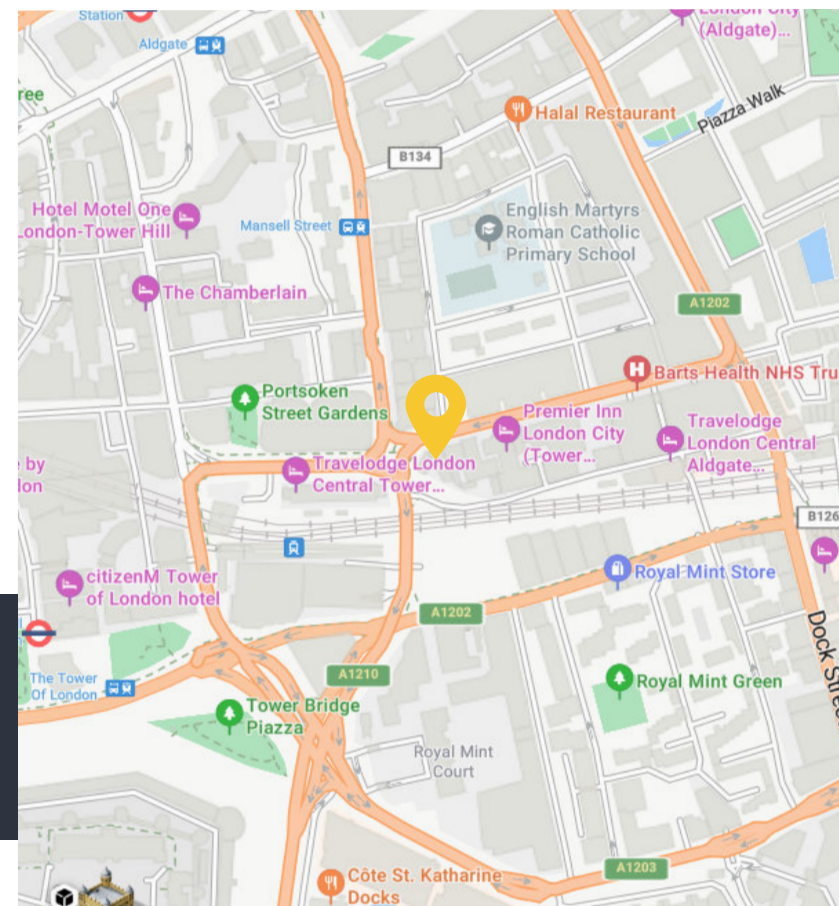 London City
(Aldgate)...
Station
Aldgate
ree
Piazza Walk
Halal Restaurant
B134
Hotel Motel One
London-Tower Hill
Mansell Street
English Martyrs
Roman Catholic
Primary School
The Chamberlain
A1202
Barts Health NHS Tru
Portsoken
Street Gardens
Premier Inn
London City
(Tower...
Travelodge
London Central
Aldgate...
e by
don
Travelodge London
Central Tower...
B126
citizenM Tower
of London hotel
Royal Mint Store
A1202
Dock Stree
The Tower
Of London
A1210
Royal Mint Green
Tower Bridge
Piazza
Royal Mint
Court
A1203
Côte St. Katharine
Docks